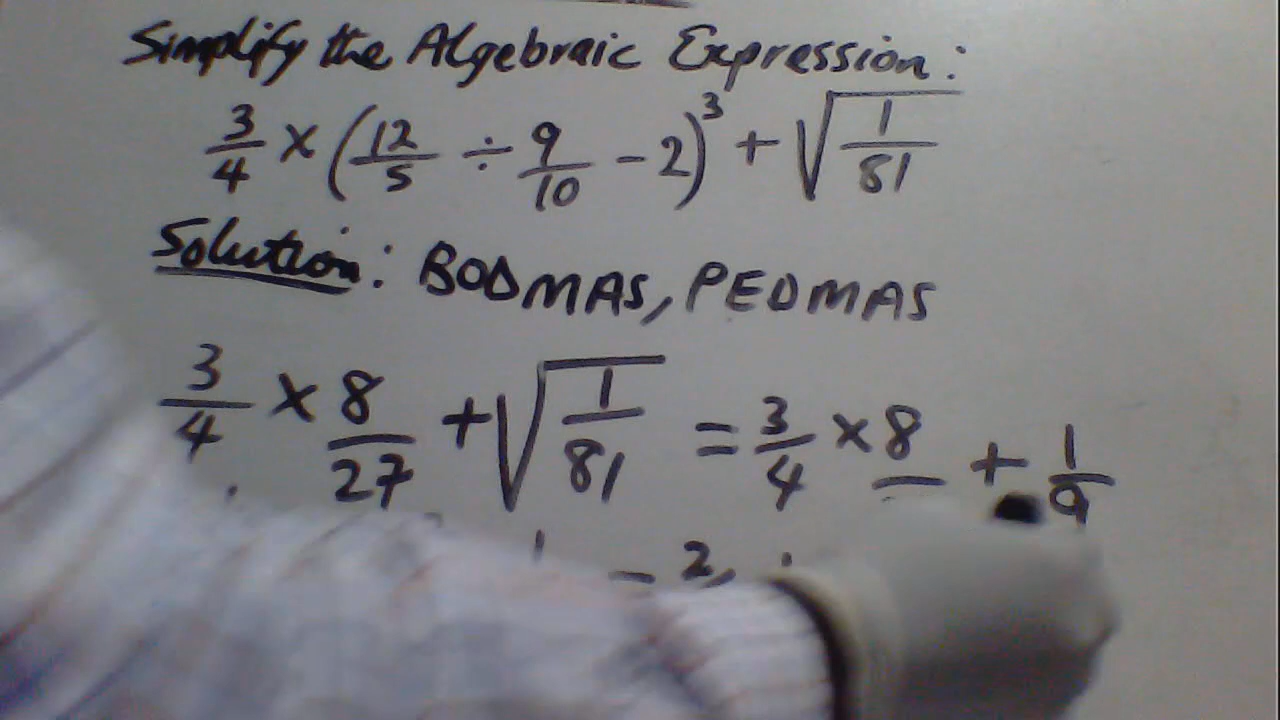 Simplify the Algebraic Expression:
3/4 × (12/5 ÷ 9/10 - 2)³ + √(1/81)
Solution: BODMAS, PEDMAS
3/4 × 8/27 + √(1/81) = 3/4 × 8/ + 1/9
- 2